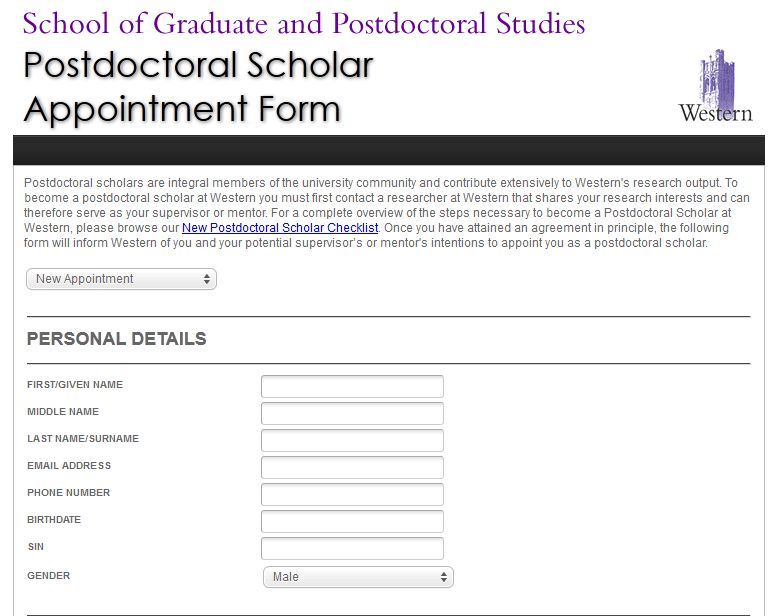 School of Graduate and Postdoctoral Studies
Postdoctoral Scholar
Appointment Form
Western
Postdoctoral scholars are integral members of the university community and contribute extensively to Western's research output. To
become a postdoctoral scholar at Western you must first contact a researcher at Western that shares your research interests and can
therefore serve as your supervisor or mentor. For a complete overview of the steps necessary to become a Postdoctoral Scholar at
Western, please browse our New Postdoctoral Scholar Checklist. Once you have attained an agreement in principle, the following
form will inform Western of you and your potential supervisor's or mentor's intentions to appoint you as a postdoctoral scholar.
New Appointment
PERSONAL DETAILS
FIRST/GIVEN NAME
MIDDLE NAME
LAST NAME/SURNAME
EMAIL ADDRESS
PHONE NUMBER
BIRTHDATE
SIN
GENDER Male